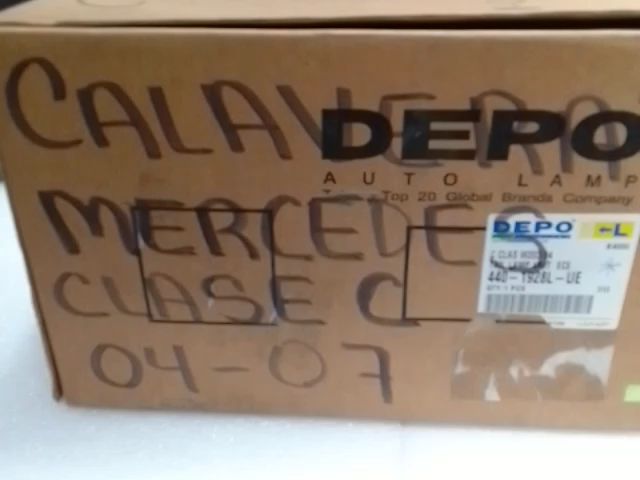 CALAVERA
DEPO
AUTO LAMP
Top 20 Global Brands Company
MERCEDES
DEPO L
CLASE C
440-1928L-UE
04-07